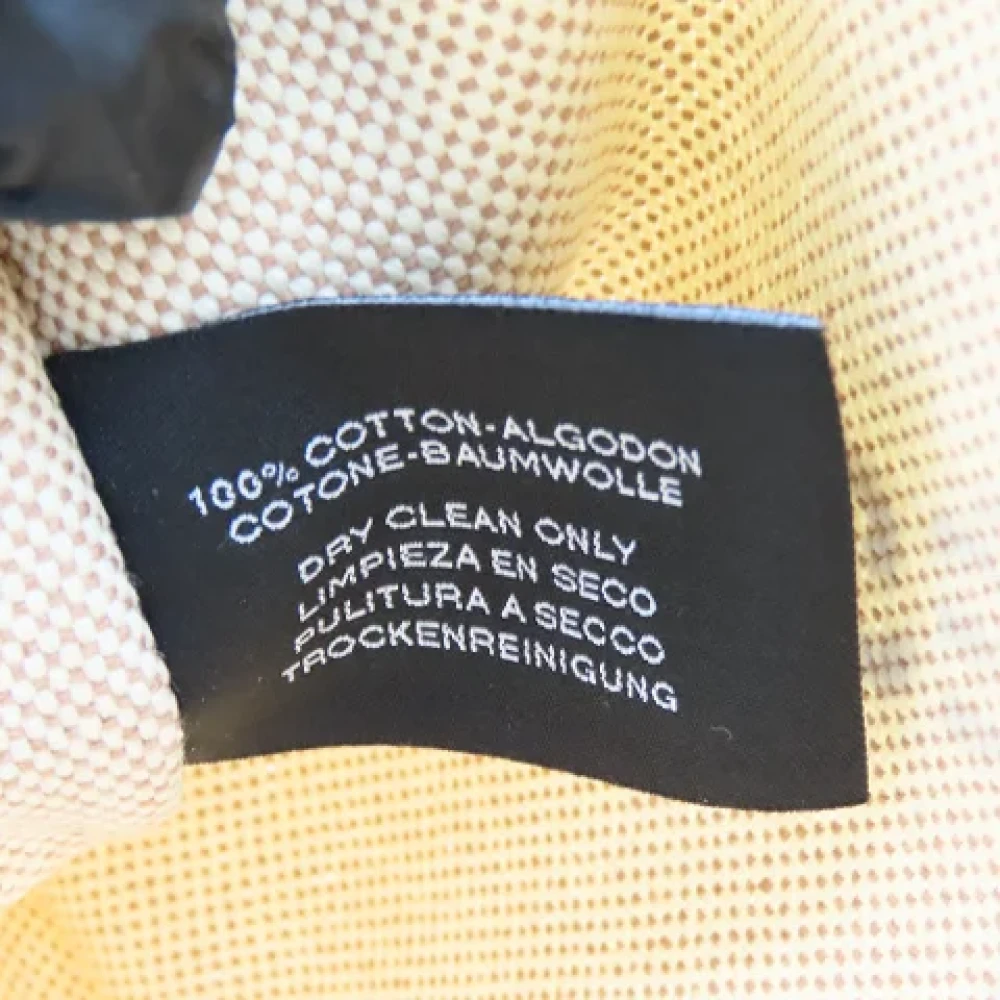 100% COTTON-ALGODON
COTONE-BAUMWOLLE
DRY CLEAN ONLY
LIMPIEZA EN SECO
PULITURA A SECCO
TROCKENREINIGUNG